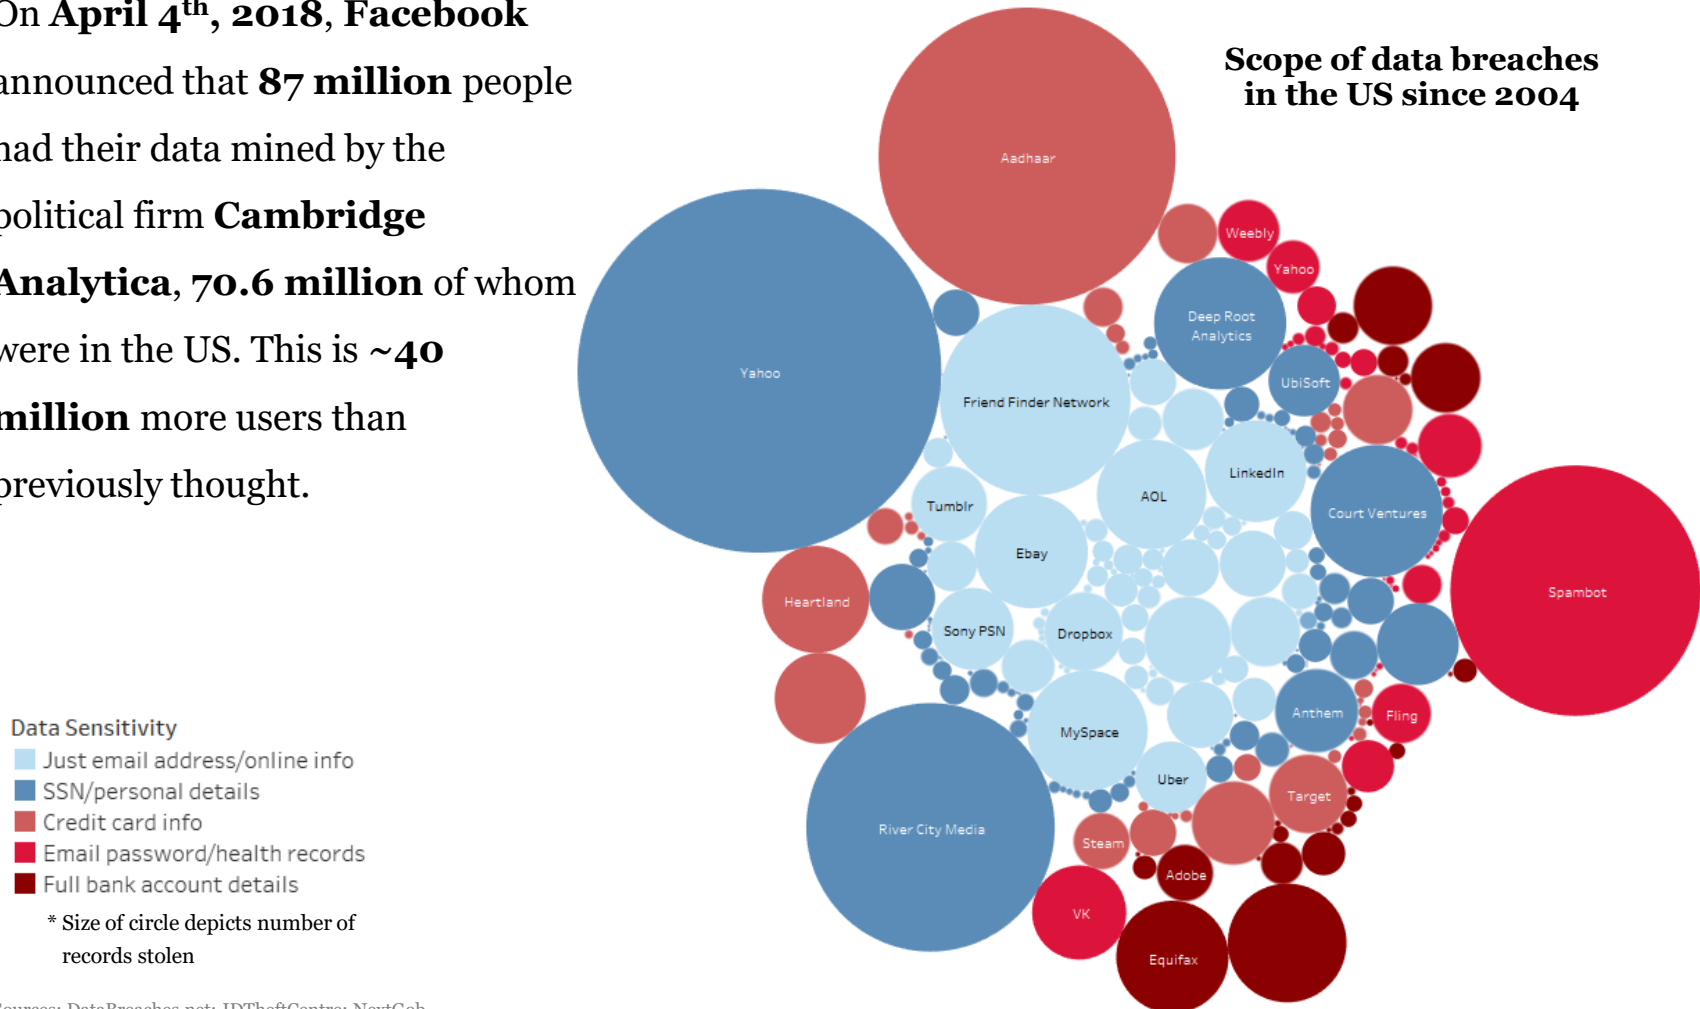 On April 4th, 2018, Facebook
announced that 87 million people
had their data mined by the
political firm Cambridge
Analytica, 70.6 million of whom
were in the US. This is ~40
million more users than
previously thought.
Scope of data breaches
in the US since 2004
Aadhaar
Weebly
Yahoo
Deep Root
Analytics
Yahoo
UbiSoft
Friend Finder Network
LinkedIn
AOL
Tumblr
Court Ventures
Ebay
Spambot
Heartland
Sony PSN
Dropbox
Anthem
Fling
MySpace
Uber
Target
River City Media
Steam
Adobe
VK
Equifax
Data Sensitivity
Just email address/online info
SSN/personal details
Credit card info
Email password/health records
Full bank account details
* Size of circle depicts number of
records stolen
Sources: DataBreaches.net; IDTheftCentre; NextGob